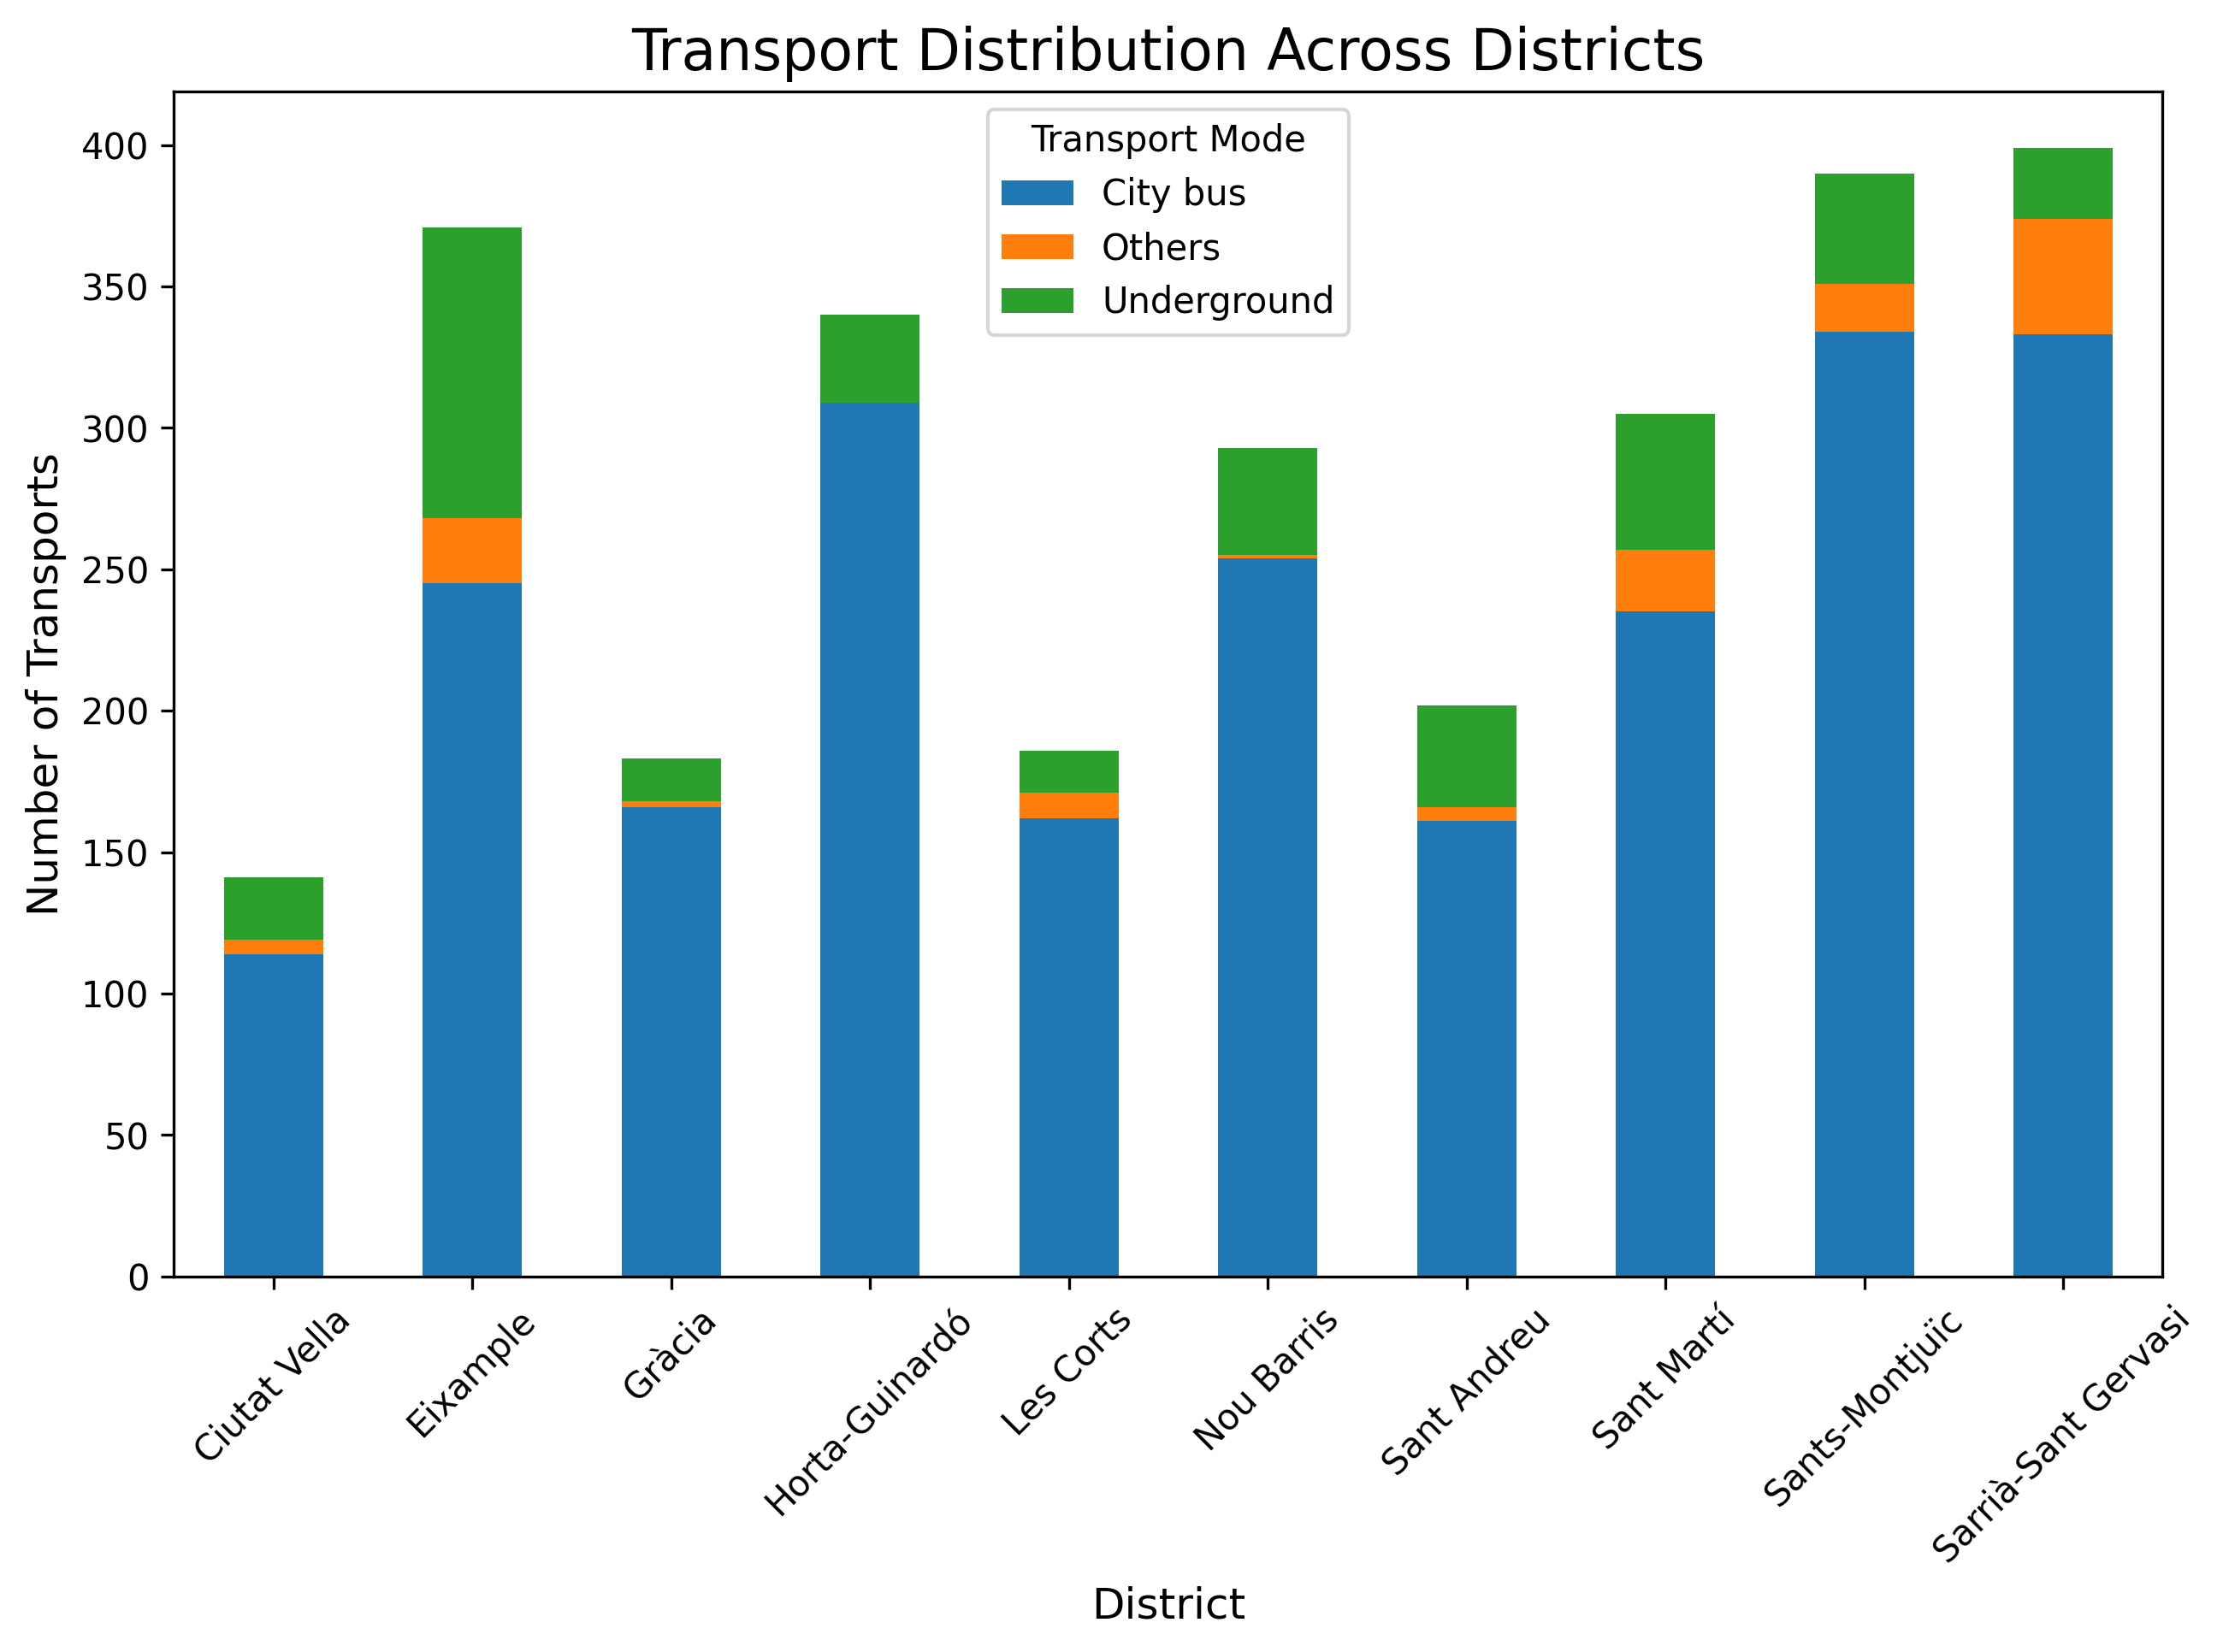 Transport Distribution Across Districts
Transport Mode
City bus
Others
Underground
Number of Transports
400
350
300
250
200
150
100
50
0
Ciutat Vella
Eixample
Gràcia
Horta-Guinardó
Les Corts
Nou Barris
Sant Andreu
Sant Martí
Sants-Montjuïc
Sarrià-Sant Gervasi
District